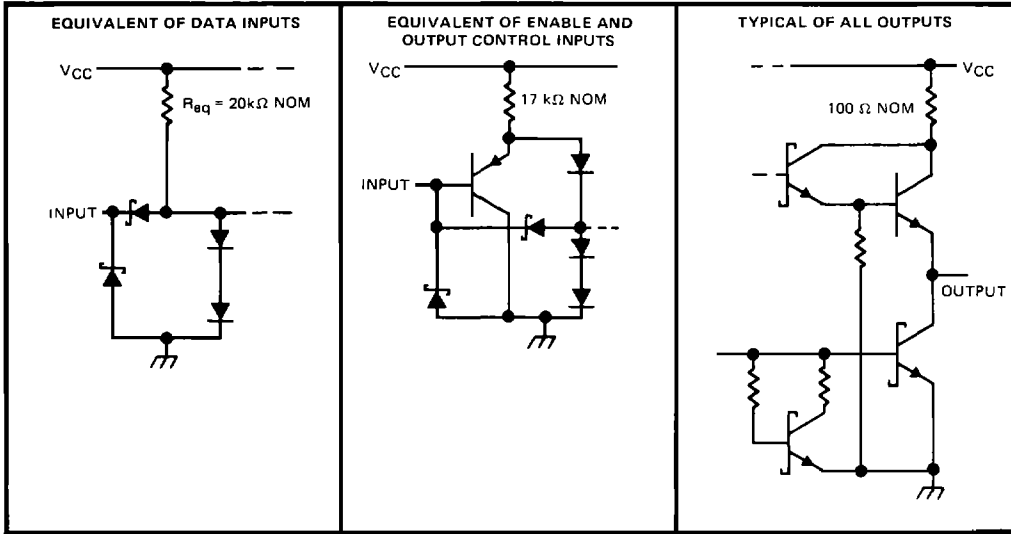 EQUIVALENT OF DATA INPUTS
VCC
Req = 20kΩ NOM
INPUT
EQUIVALENT OF ENABLE AND
OUTPUT CONTROL INPUTS
VCC
17 kΩ NOM
INPUT
TYPICAL OF ALL OUTPUTS
VCC
100 Ω NOM
OUTPUT